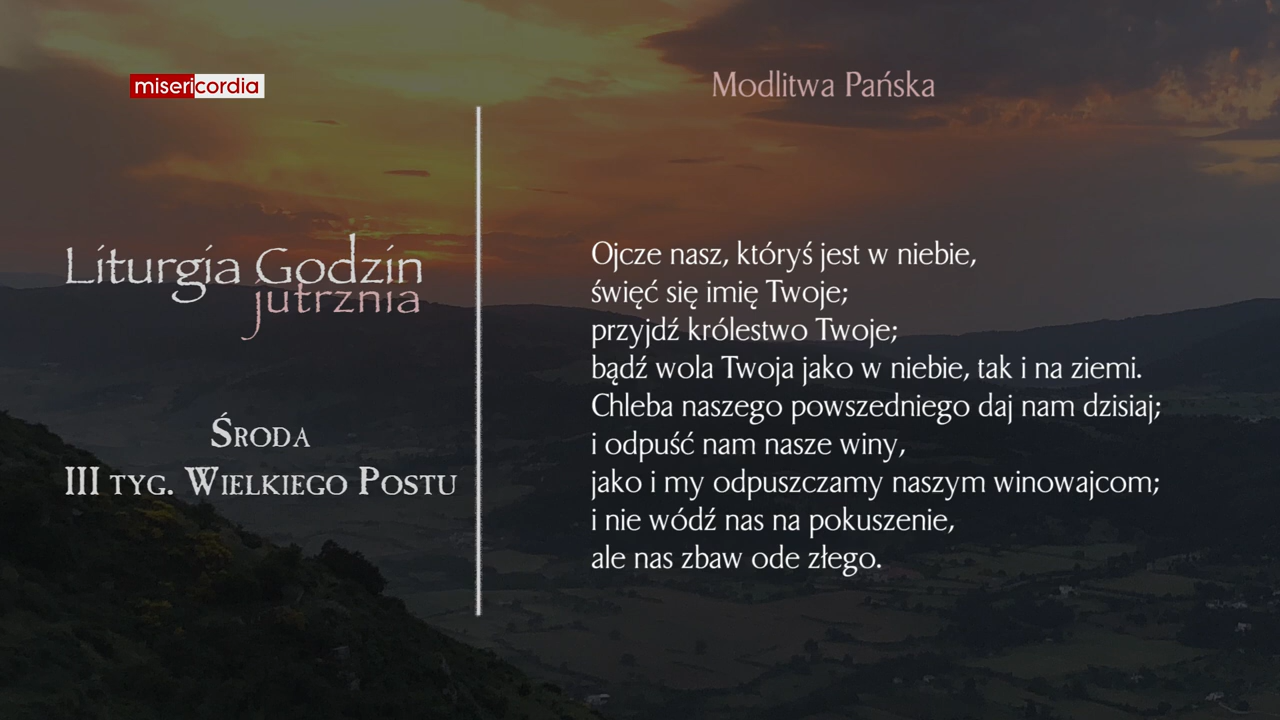 misericordia
Liturgia Godzin
jutrznia
Środa
III tyg. Wielkiego Postu
Modlitwa Pańska
Ojcze nasz, któryś jest w niebie,
święć się imię Twoje;
przyjdź królestwo Twoje;
bądź wola Twoja jako w niebie, tak i na ziemi.
Chleba naszego powszedniego daj nam dzisiaj;
i odpuść nam nasze winy,
jako i my odpuszczamy naszym winowajcom;
i nie wódź nas na pokuszenie,
ale nas zbaw ode złego.